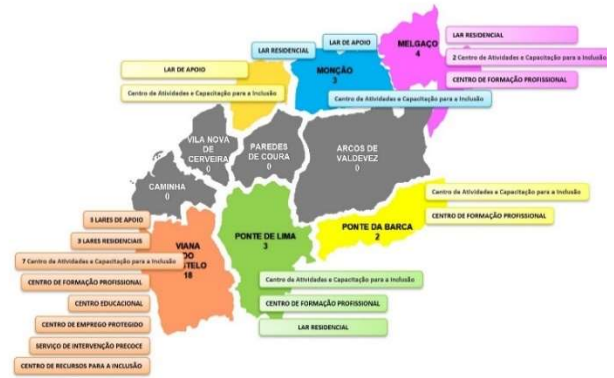 LAR RESIDENCIAL
LAR DE APOIO
MELGAÇO
4
LAR RESIDENCIAL
2 Centro de Atividades e Capacitação para a Inclusão
CENTRO DE FORMAÇÃO PROFISSIONAL
LAR DE APOIO
Centro de Atividades e Capacitação para a Inclusão
MONÇÃO
3
Centro de Atividades e Capacitação para a Inclusão
VILA NOVA
DE
CERVEIRA
0
PAREDES
DE COURA
0
ARCOS DE
VALDEVEZ
0
CAMINHA
0
Centro de Atividades e Capacitação para a Inclusão
CENTRO DE FORMAÇÃO PROFISSIONAL
PONTE DA BARCA
2
3 LARES DE APOIO
3 LARES RESIDENCIAIS
7 Centro de Atividades e Capacitação para a Inclusão
CENTRO DE FORMAÇÃO PROFISSIONAL
CENTRO EDUCACIONAL
CENTRO DE EMPREGO PROTEGIDO
SERVIÇO DE INTERVENÇÃO PRECOCE
CENTRO DE RECURSOS PARA A INCLUSÃO
VIANA
DO
STELO
18
PONTE DE LIMA
3
Centro de Atividades e Capacitação para a Inclusão
CENTRO DE FORMAÇÃO PROFISSIONAL
LAR RESIDENCIAL